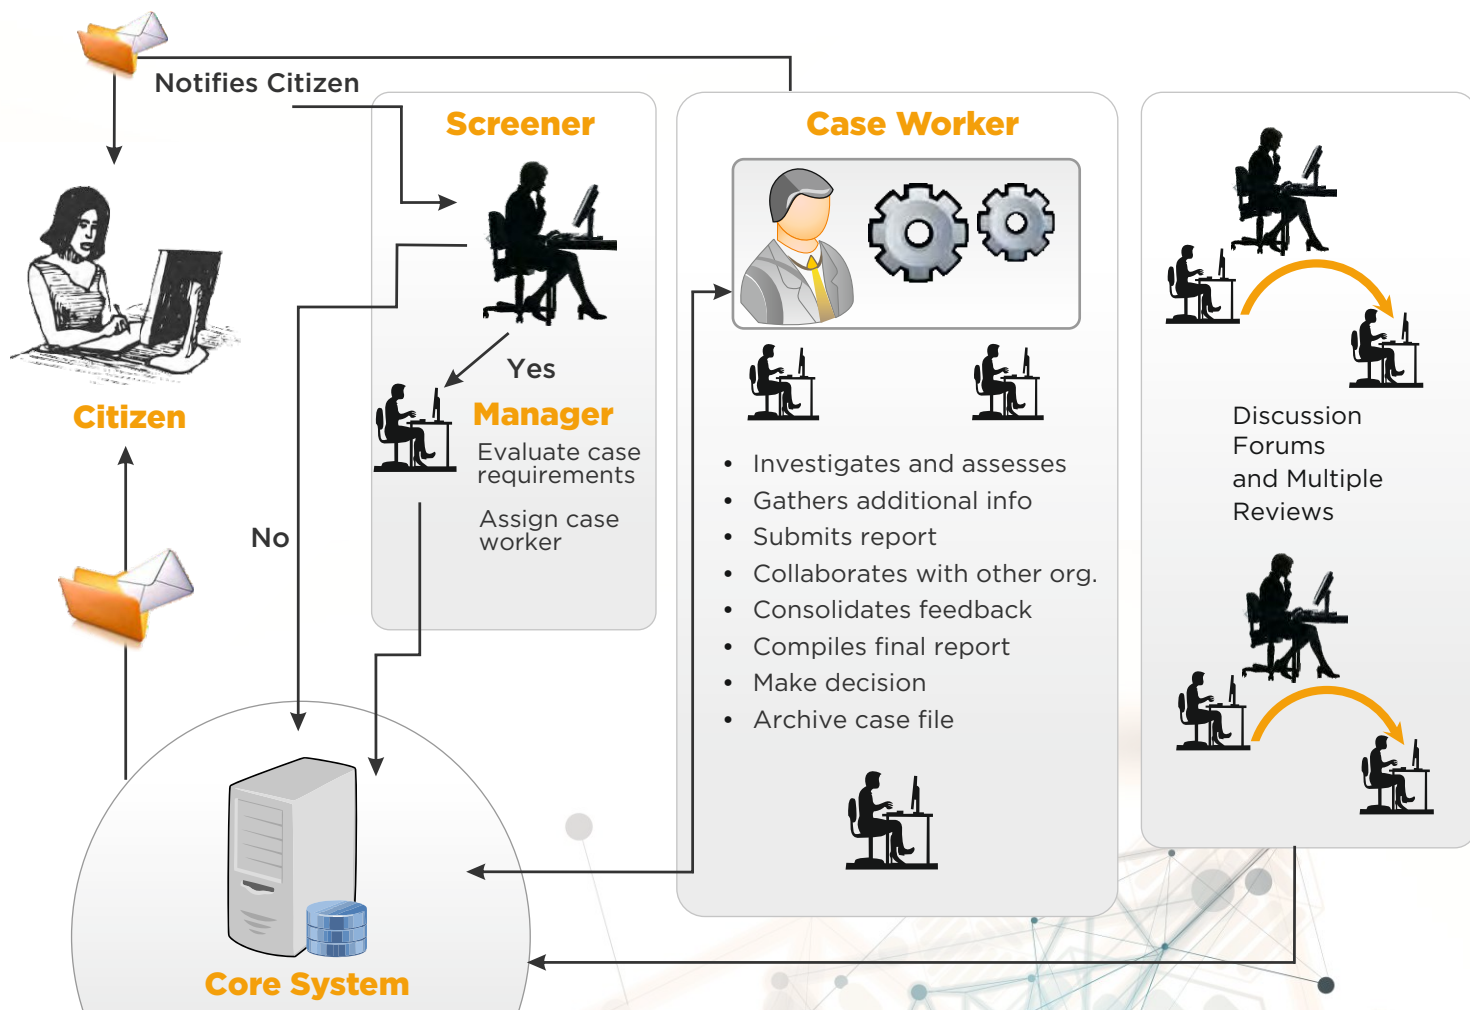 Notifies Citizen
Citizen
Screener
Yes
Manager
Evaluate case
requirements
Assign case
worker
No
Case Worker
• Investigates and assesses
• Gathers additional info
• Submits report
• Collaborates with other org.
• Consolidates feedback
• Compiles final report
• Make decision
• Archive case file
Discussion
Forums
and Multiple
Reviews
Core System